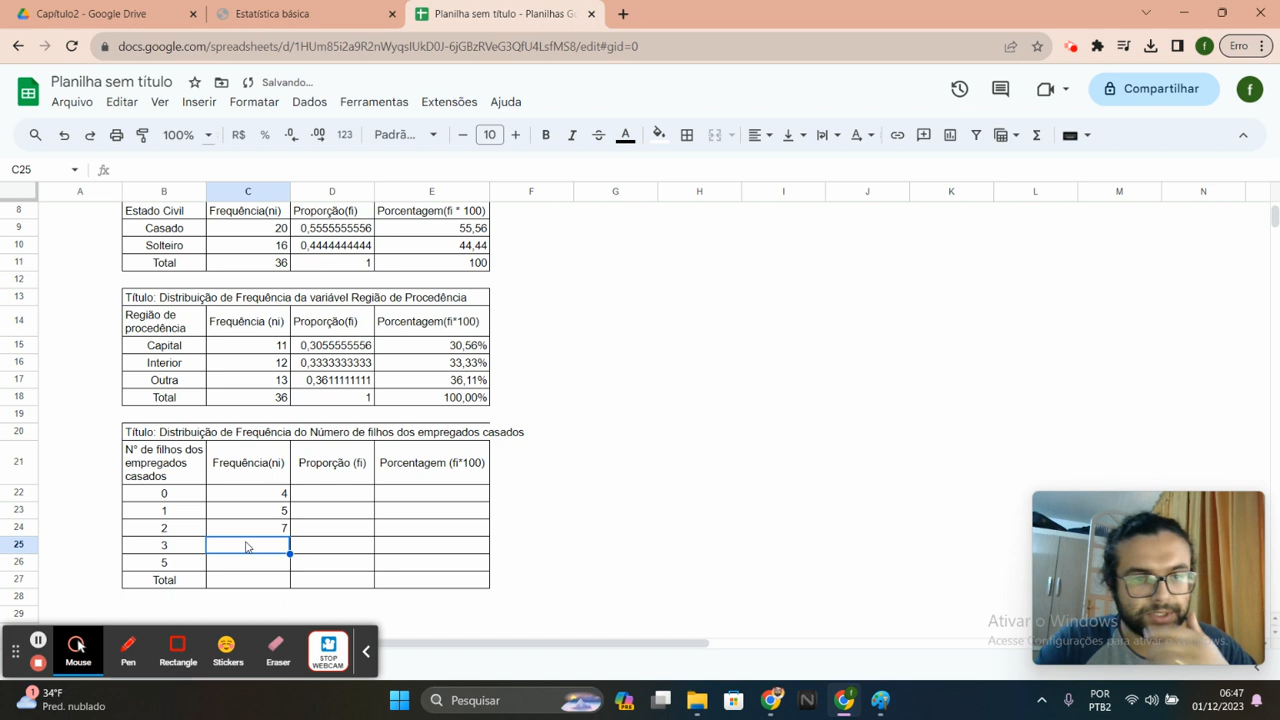 Capítulo2 - Google Drive
Estatística básica
Planilha sem título - Planilhas Go
docs.google.com/spreadsheets/d/1HUm85i2a9R2nWyqsIUkD0J-6jGBzRVeG3QfU4LsfMS8/edit#gid=0
Erro
Planilha sem título
Salvando...
Arquivo Editar Ver Inserir Formatar Dados Ferramentas Extensões Ajuda
Compartilhar
f
100% R$ % .0 .00 123 Padrã... 10 B I S A
C25 fx
A B C D E F G H I J K L M N
8 Estado Civil Frequência(ni) Proporção(fi) Porcentagem(fi * 100)
9 Casado 20 0,5555555556 55,56
10 Solteiro 16 0,4444444444 44,44
11 Total 36 1 100
12
13 Título: Distribuição de Frequência da variável Região de Procedência
14 Região de procedência Frequência (ni) Proporção(fi) Porcentagem(fi*100)
15 Capital 11 0,3055555556 30,56%
16 Interior 12 0,3333333333 33,33%
17 Outra 13 0,3611111111 36,11%
18 Total 36 1 100,00%
19
20 Título: Distribuição de Frequência do Número de filhos dos empregados casados
21 N° de filhos dos empregados casados Frequência(ni) Proporção (fi) Porcentagem (fi*100)
22 0 4
23 1 5
24 2 7
25 3
26 5
27 Total
28
29
Ativar o Windows
Acesse Configurações para ativar o Windows.
Mouse Pen Rectangle Stickers Eraser STOP WEBCAM
1 34°F
Pred. nublado
Pesquisar
POR
PTB2
06:47
01/12/2023